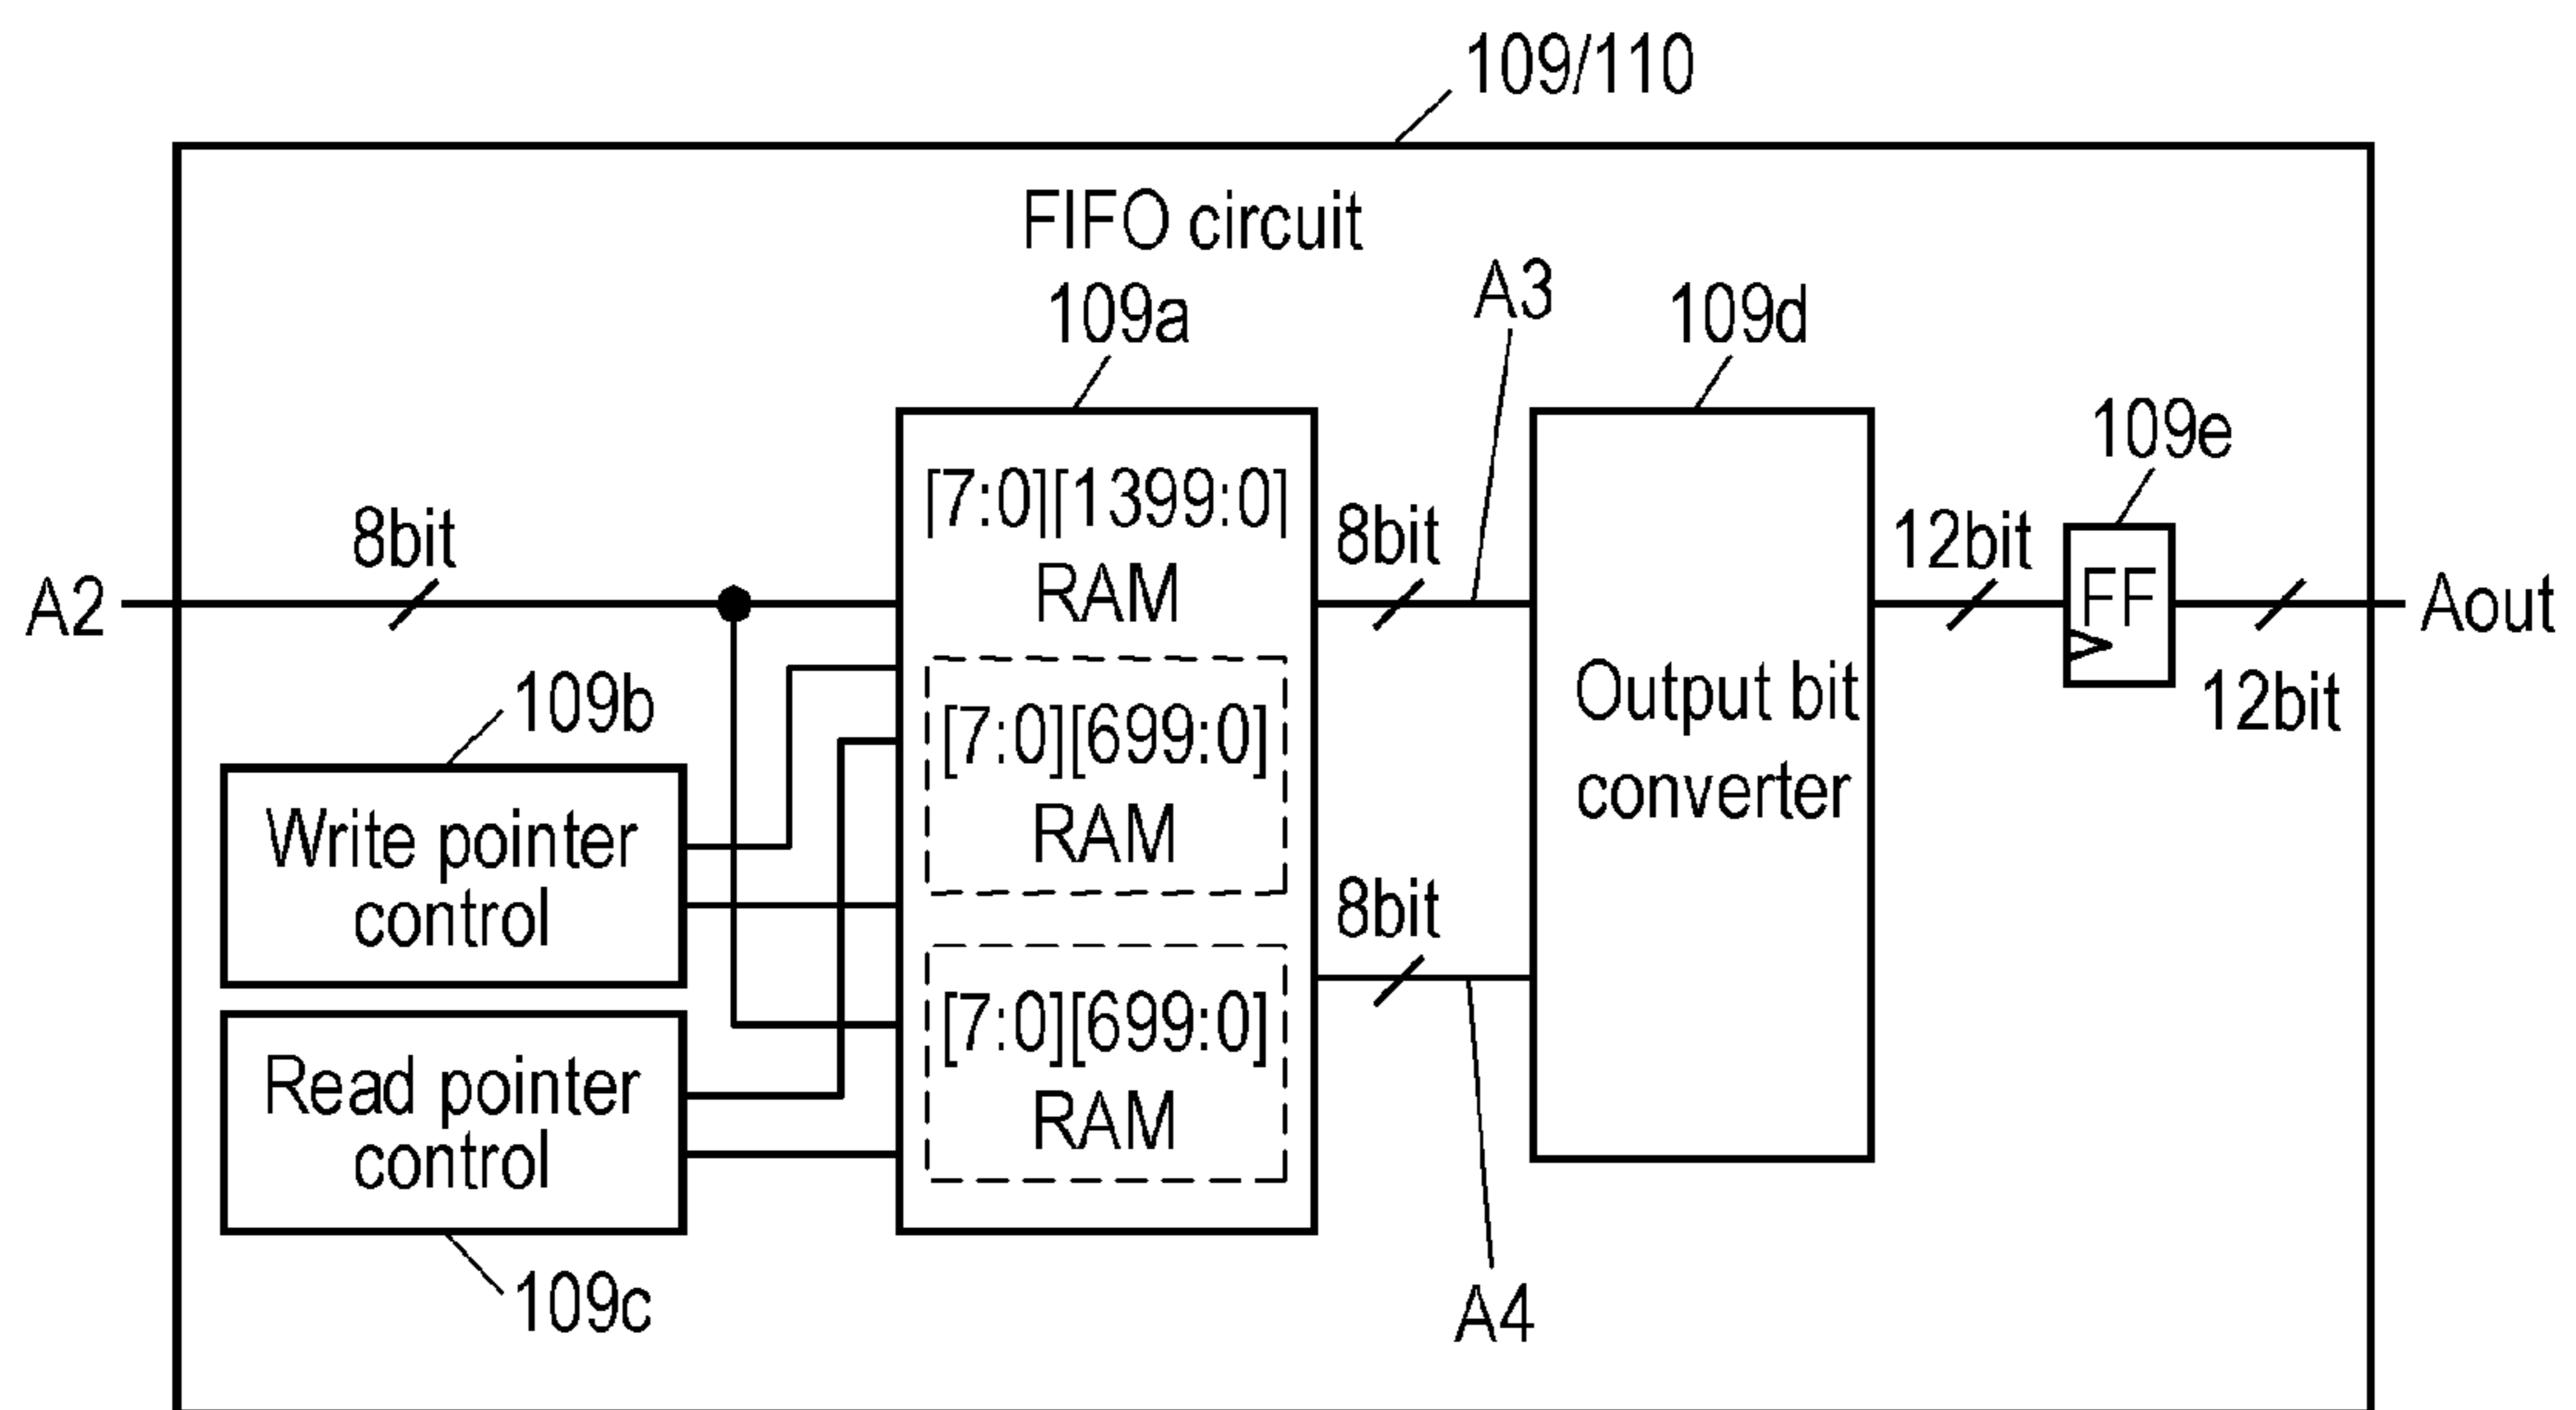 109/110
FIFO circuit
109a
A3
109d
109e
[7:0][1399:0]
RAM
8bit
8bit
12bit
FF
A2
Aout
12bit
109b
[7:0][699:0]
RAM
Output bit
converter
Write pointer
control
8bit
[7:0][699:0]
RAM
Read pointer
control
109c
A4